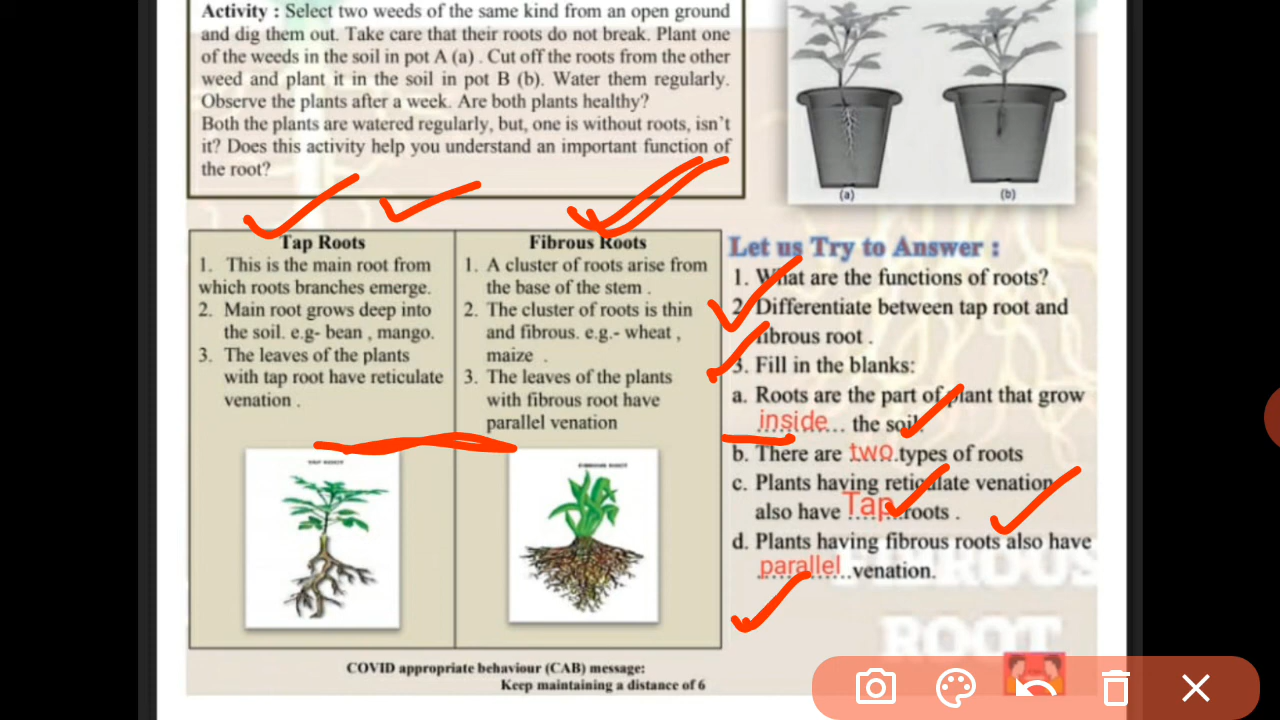 Activity : Select two weeds of the same kind from an open ground
and dig them out. Take care that their roots do not break. Plant one
of the weeds in the soil in pot A (a) . Cut off the roots from the other
weed and plant it in the soil in pot B (b). Water them regularly.
Observe the plants after a week. Are both plants healthy?
Both the plants are watered regularly, but, one is without roots, isn't
it? Does this activity help you understand an important function of
the root?
(a)
(b)
Tap Roots
1. This is the main root from
which roots branches emerge.
2. Main root grows deep into
the soil. e.g- bean , mango.
3. The leaves of the plants
with tap root have reticulate
venation .
TAP ROOT
Fibrous Roots
1. A cluster of roots arise from
the base of the stem .
2. The cluster of roots is thin
and fibrous. e.g.- wheat ,
maize .
3. The leaves of the plants
with fibrous root have
parallel venation
FIBROUS ROOT
Let us Try to Answer :
1. What are the functions of roots?
2. Differentiate between tap root and
fibrous root .
3. Fill in the blanks:
a. Roots are the part of plant that grow
inside the soil.
b. There are two types of roots
c. Plants having reticulate venation
also have Tap roots .
d. Plants having fibrous roots also have
parallel venation.
FIBROUS
ROOT
COVID appropriate behaviour (CAB) message:
Keep maintaining a distance of 6